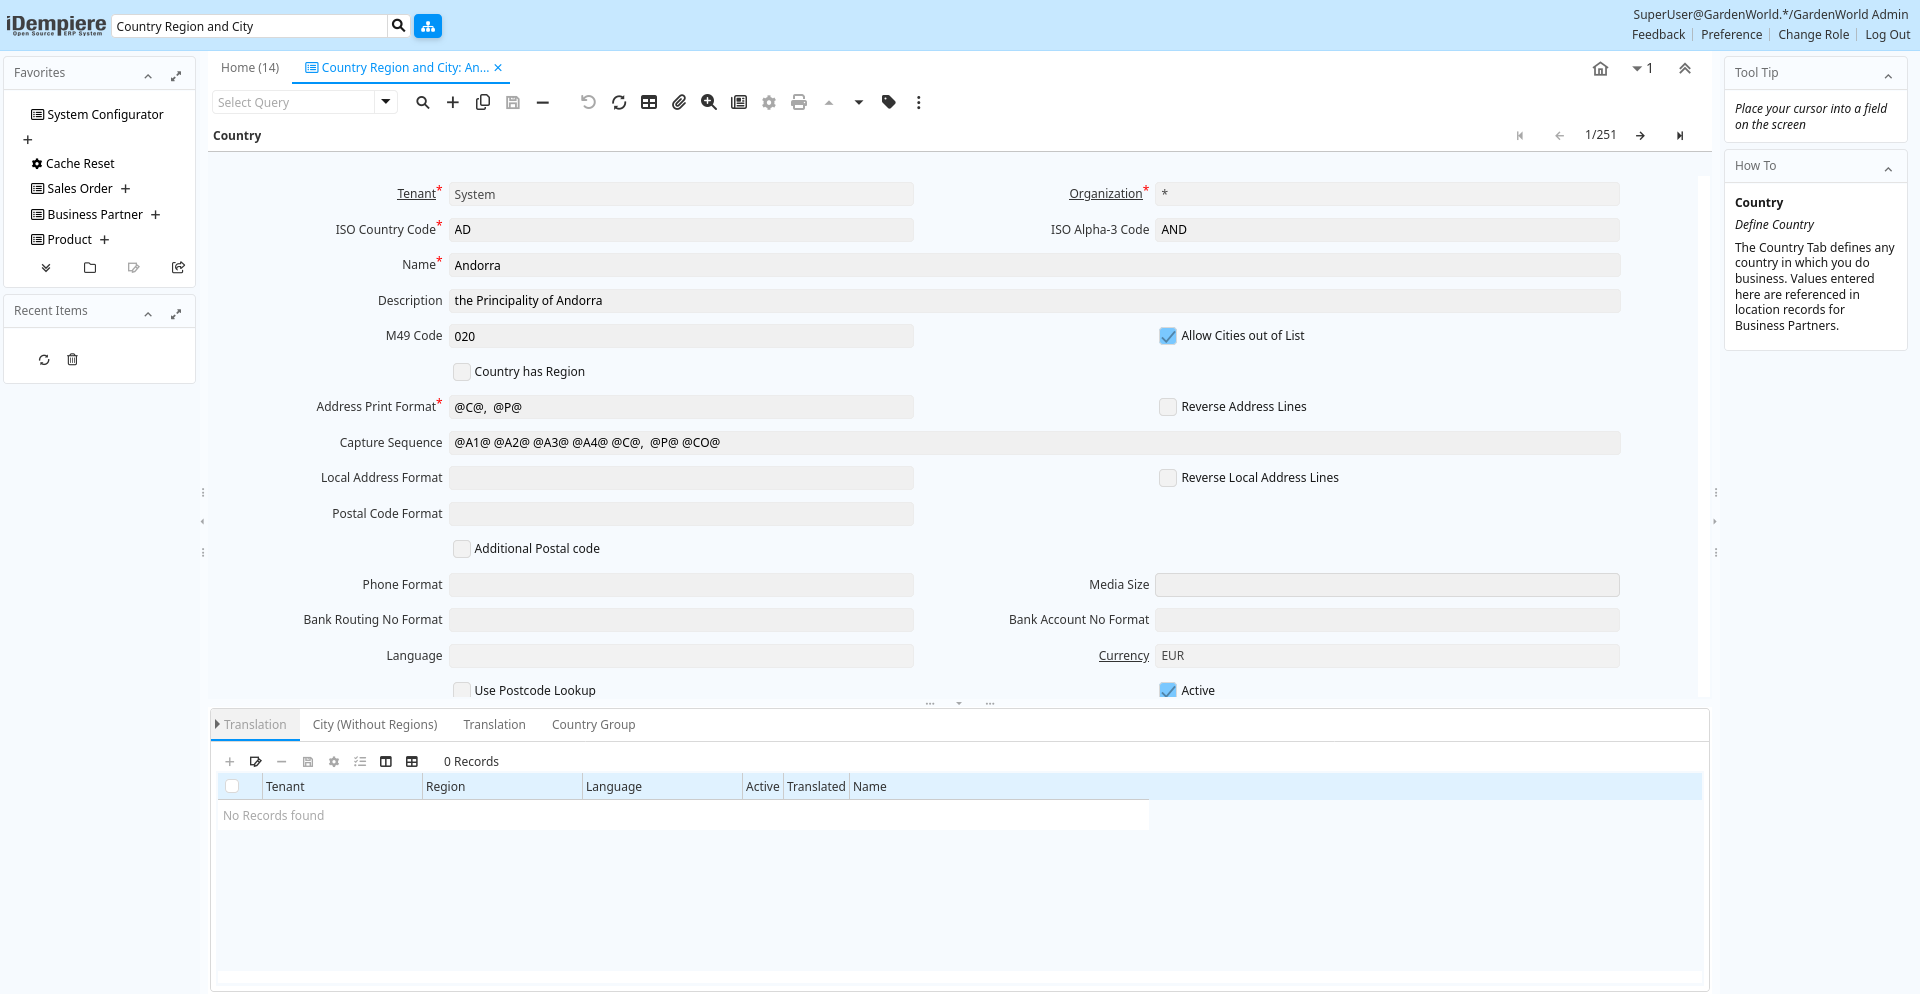 iDempiere
Open Source ERP System
Country Region and City
SuperUser@GardenWorld.*/GardenWorld Admin
Feedback Preference Change Role Log Out
Favorites
System Configurator
Cache Reset
Sales Order
Business Partner
Product
Recent Items
Home (14)
Country Region and City: An...
1
Select Query
Country
1/251
Tenant* System
Organization* *
ISO Country Code* AD
ISO Alpha-3 Code AND
Name* Andorra
Description the Principality of Andorra
M49 Code 020
Allow Cities out of List
Country has Region
Address Print Format* @C@,  @P@
Reverse Address Lines
Capture Sequence @A1@ @A2@ @A3@ @A4@ @C@,  @P@ @CO@
Local Address Format
Reverse Local Address Lines
Postal Code Format
Additional Postal code
Phone Format
Media Size
Bank Routing No Format
Bank Account No Format
Language
Currency EUR
Use Postcode Lookup
Active
Translation City (Without Regions) Translation Country Group
0 Records
Tenant Region Language Active Translated Name
No Records found
Tool Tip
Place your cursor into a field
on the screen
How To
Country
Define Country
The Country Tab defines any
country in which you do
business. Values entered
here are referenced in
location records for
Business Partners.